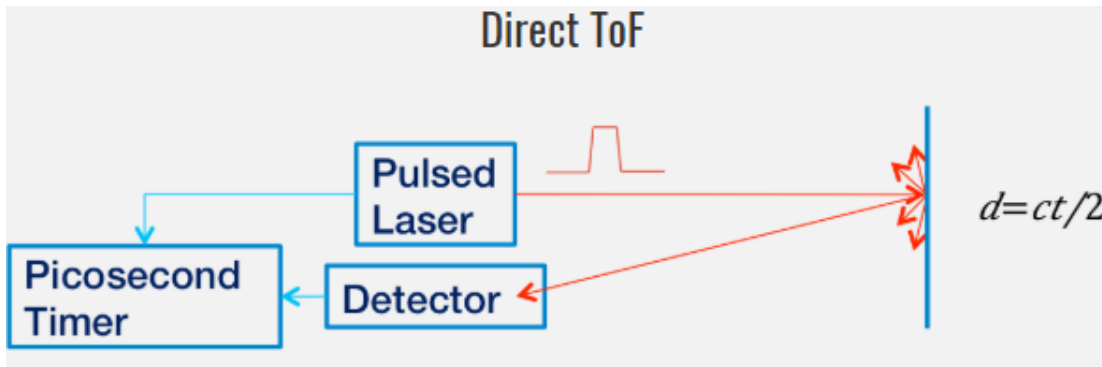 Direct ToF
Pulsed
Laser
d=ct/2
Picosecond
Timer
Detector